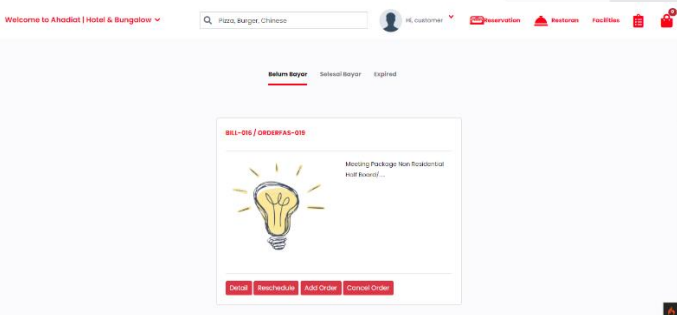 Welcome to Ahadiat | Hotel & Bungalow
Pizza, Burger, Chinese
Hi, customer
Reservation
Restoran
Facilities
0
Belum Bayar
Selesai Bayar
Expired
BILL-016 / ORDERFAS-019
Meeting Package Non Residential
Half Board/ ...
Detail
Reschedule
Add Order
Cancel Order